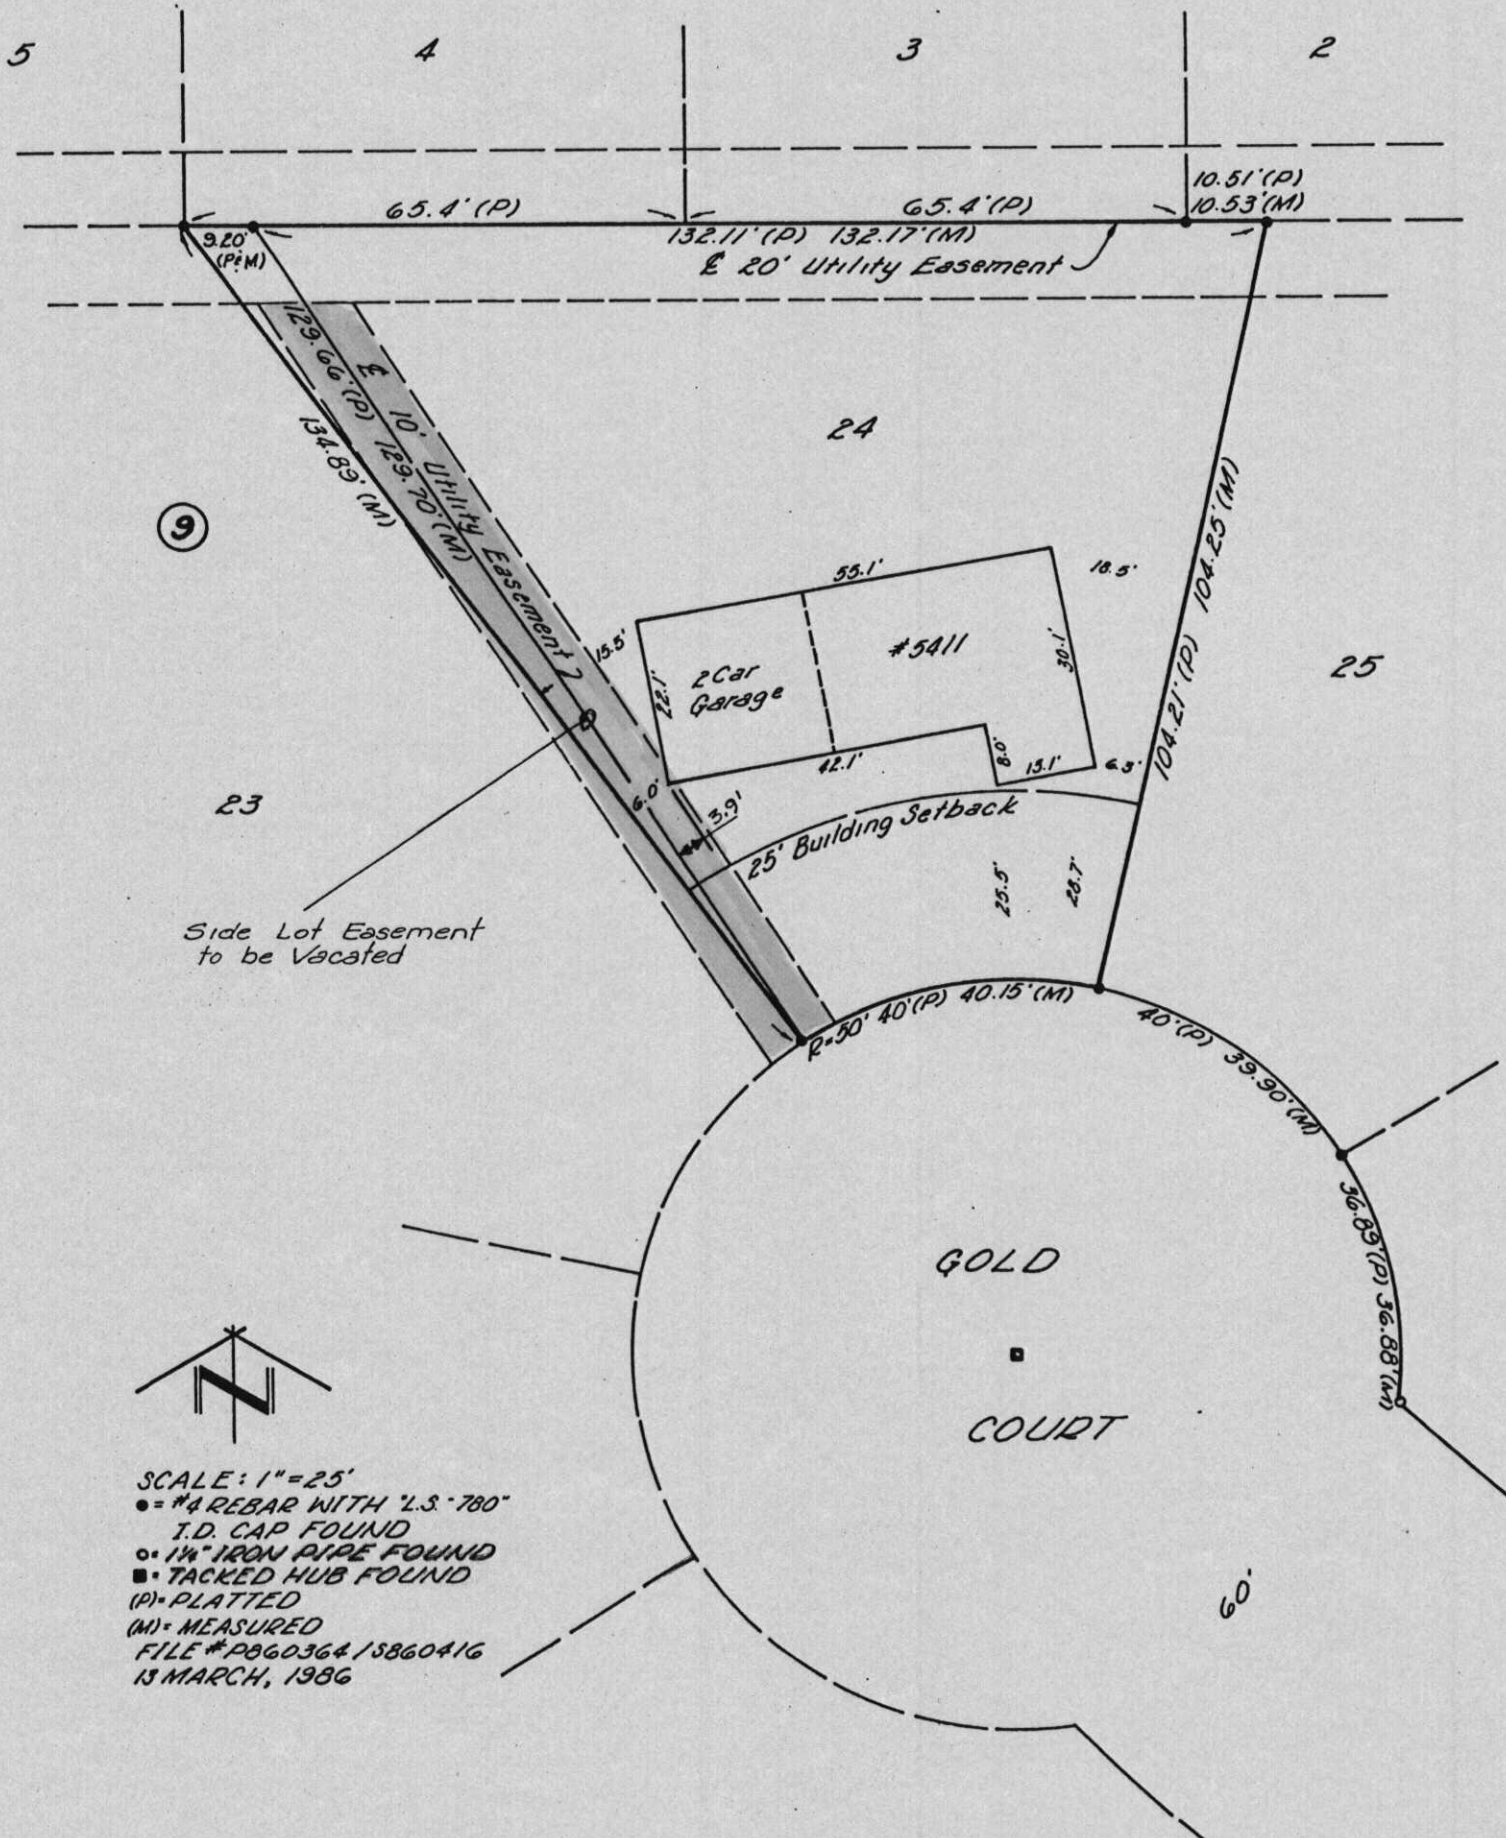 5
4
3
2
65.4'(P)
65.4'(P)
10.51'(P)
10.53'(M)
9.20'
(P&M)
132.11'(P) 132.17'(M)
℄ 20' Utility Easement
129.66'(P) 129.70'(M)
℄ 10' Utility Easement
134.89'(M)
24
9
104.21'(P) 104.25'(M)
55.1'
18.5'
15.5'
22.1'
2 Car
Garage
#5411
30.1'
25
42.1'
8.0'
13.1'
6.3'
23
6.0'
3.9'
25' Building Setback
25.5'
28.7'
Side Lot Easement
to be Vacated
R=50' 40'(P) 40.15'(M)
40'(P) 39.90'(M)
36.89'(P) 36.88'(M)
GOLD
COURT
N
60'
SCALE: 1"=25'
●= #4 REBAR WITH "L.S.-780"
I.D. CAP FOUND
○= 1¼" IRON PIPE FOUND
■= TACKED HUB FOUND
(P)= PLATTED
(M)= MEASURED
FILE #P860364/S860416
13 MARCH, 1986